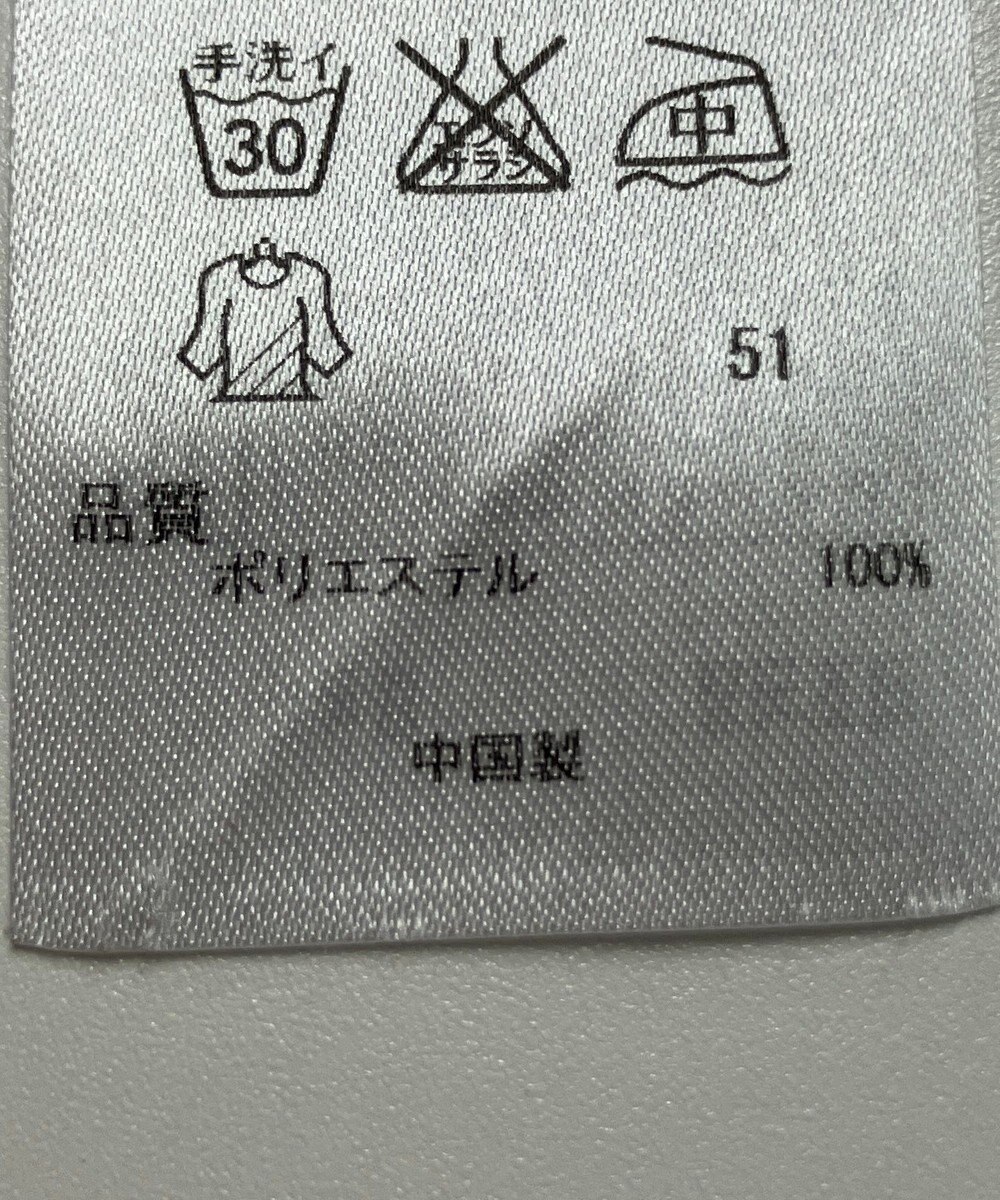 手洗イ
30
エンソ
サラシ
中
51
品質
ポリエステル 100%
中国製